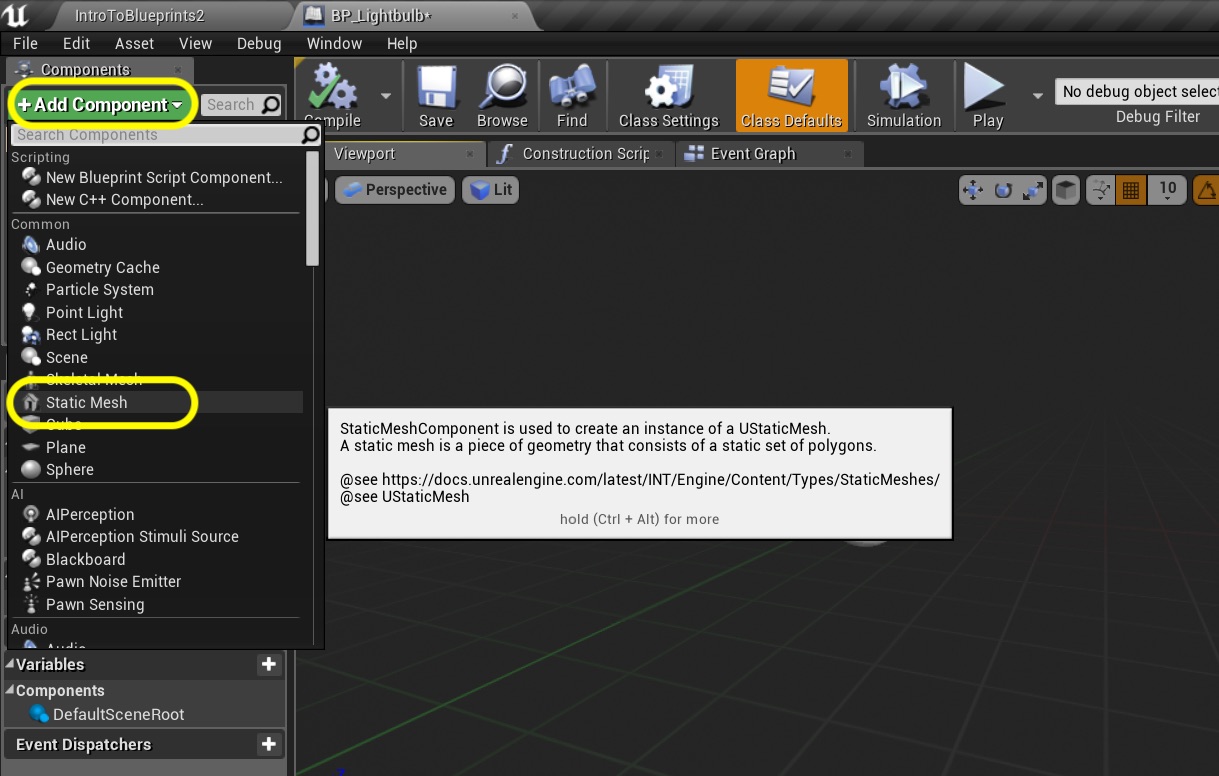 IntroToBlueprints2
BP_Lightbulb*
File Edit Asset View Debug Window Help
Components
+Add Component
Search
Compile
Save
Browse
Find
Class Settings
Class Defaults
Simulation
Play
No debug object select
Debug Filter
Search Components
Viewport
Construction Scrip
Event Graph
Perspective
Lit
10
Scripting
New Blueprint Script Component...
New C++ Component...
Common
Audio
Geometry Cache
Particle System
Point Light
Rect Light
Scene
Skeletal Mesh
Static Mesh
Cube
Plane
Sphere
StaticMeshComponent is used to create an instance of a UStaticMesh.
A static mesh is a piece of geometry that consists of a static set of polygons.
@see https://docs.unrealengine.com/latest/INT/Engine/Content/Types/StaticMeshes/
@see UStaticMesh
hold (Ctrl + Alt) for more
AI
AIPerception
AIPerception Stimuli Source
Blackboard
Pawn Noise Emitter
Pawn Sensing
Audio
Audio
Variables
Components
DefaultSceneRoot
Event Dispatchers